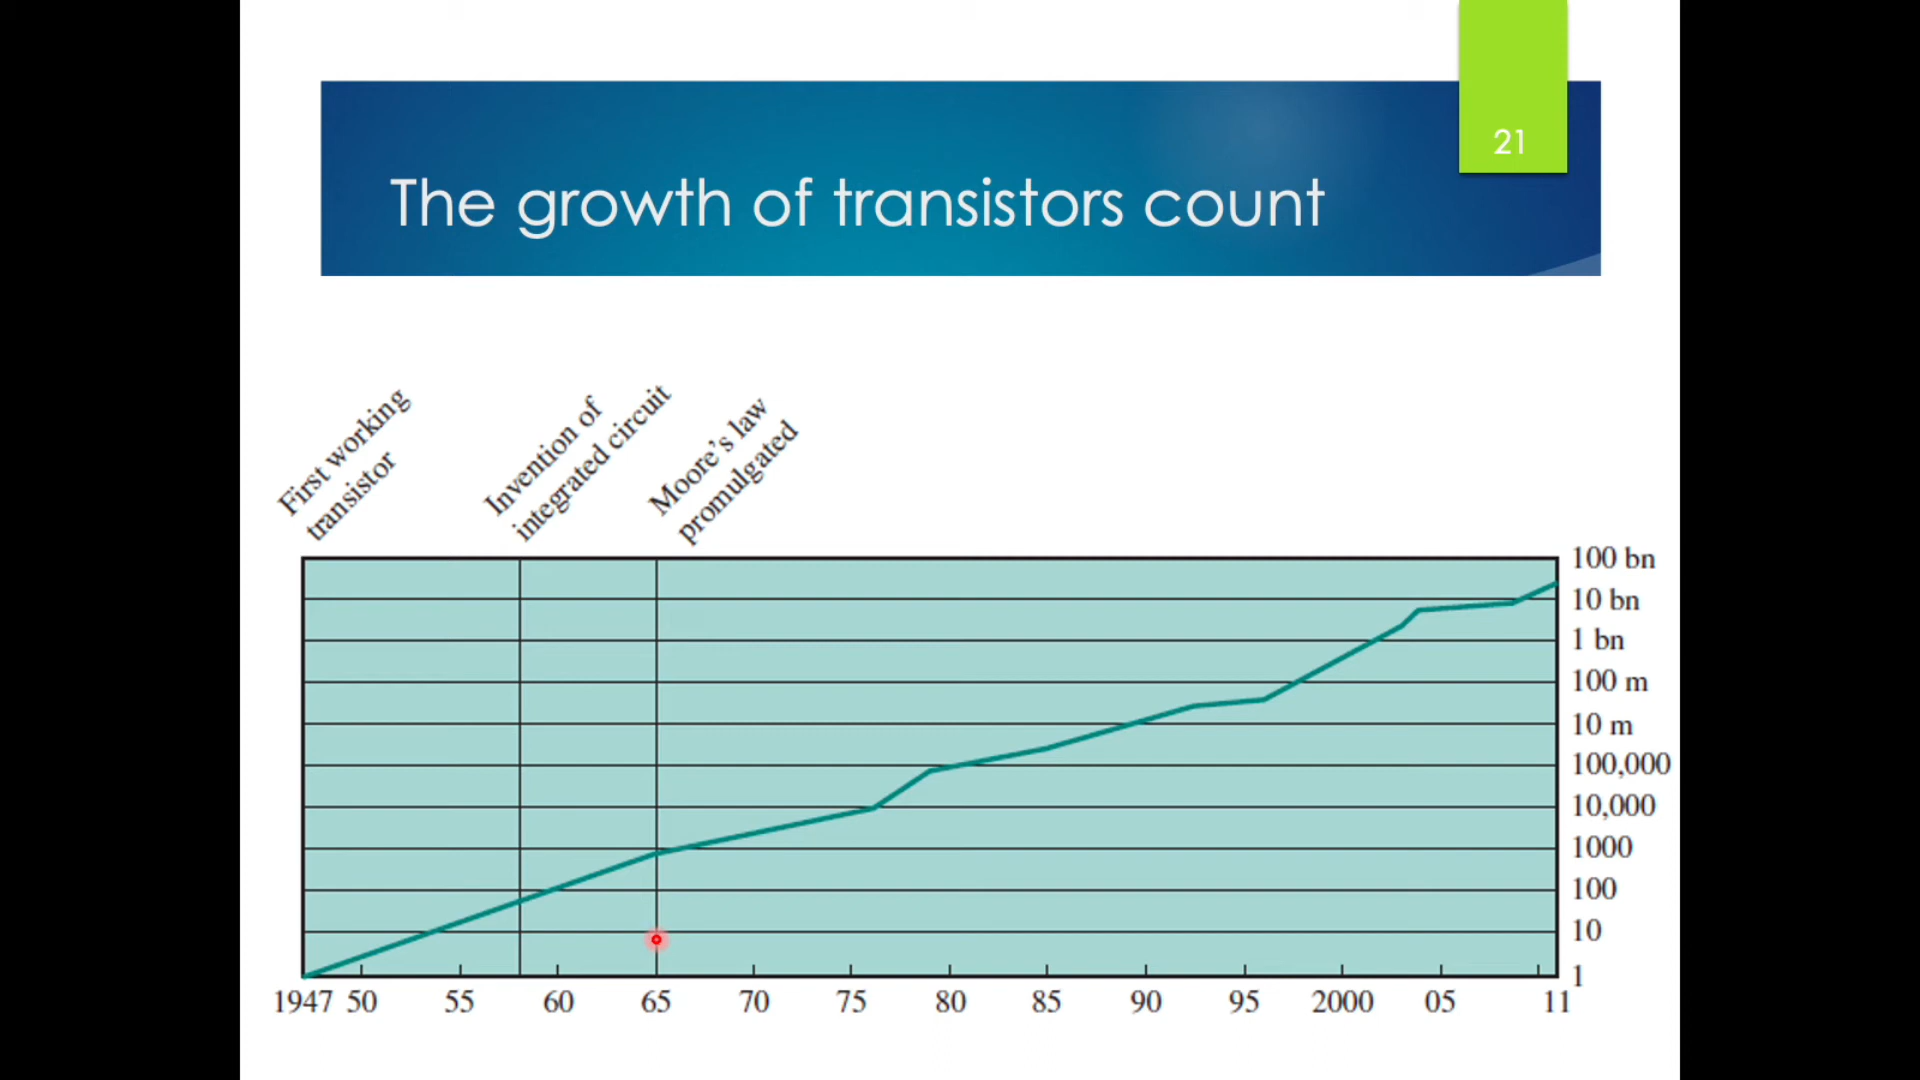 21
The growth of transistors count
First working
transistor
Invention of
integrated circuit
Moore's law
promulgated
100 bn
10 bn
1 bn
100 m
10 m
100,000
10,000
1000
100
10
1
1947 50 55 60 65 70 75 80 85 90 95 2000 05 11